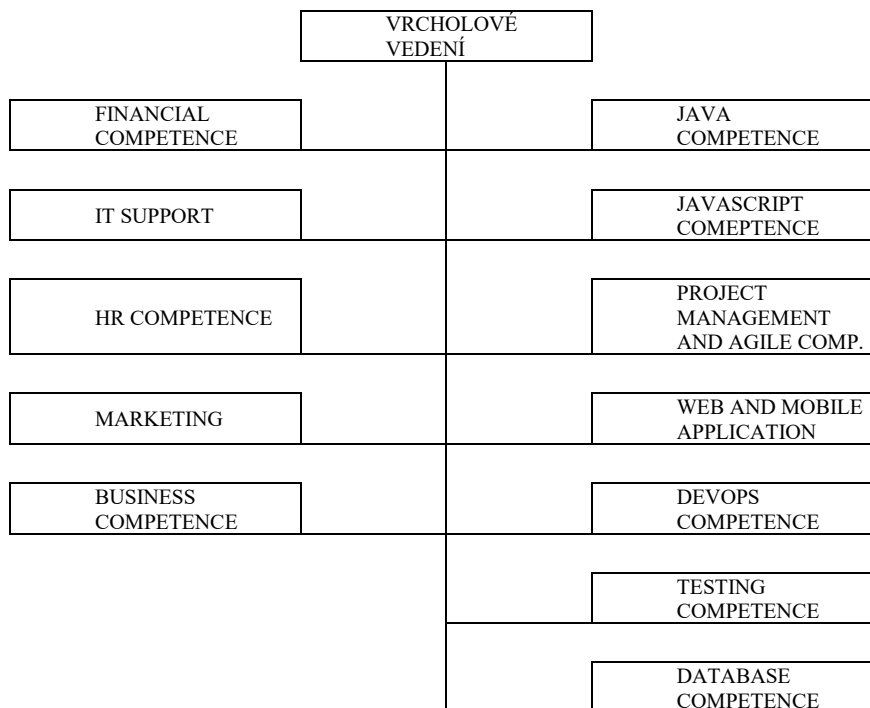 VRCHOLOVÉ
VEDENÍ
FINANCIAL
COMPETENCE
JAVA
COMPETENCE
IT SUPPORT
JAVASCRIPT
COMEPTENCE
HR COMPETENCE
PROJECT
MANAGEMENT
AND AGILE COMP.
MARKETING
WEB AND MOBILE
APPLICATION
BUSINESS
COMPETENCE
DEVOPS
COMPETENCE
TESTING
COMPETENCE
DATABASE
COMPETENCE